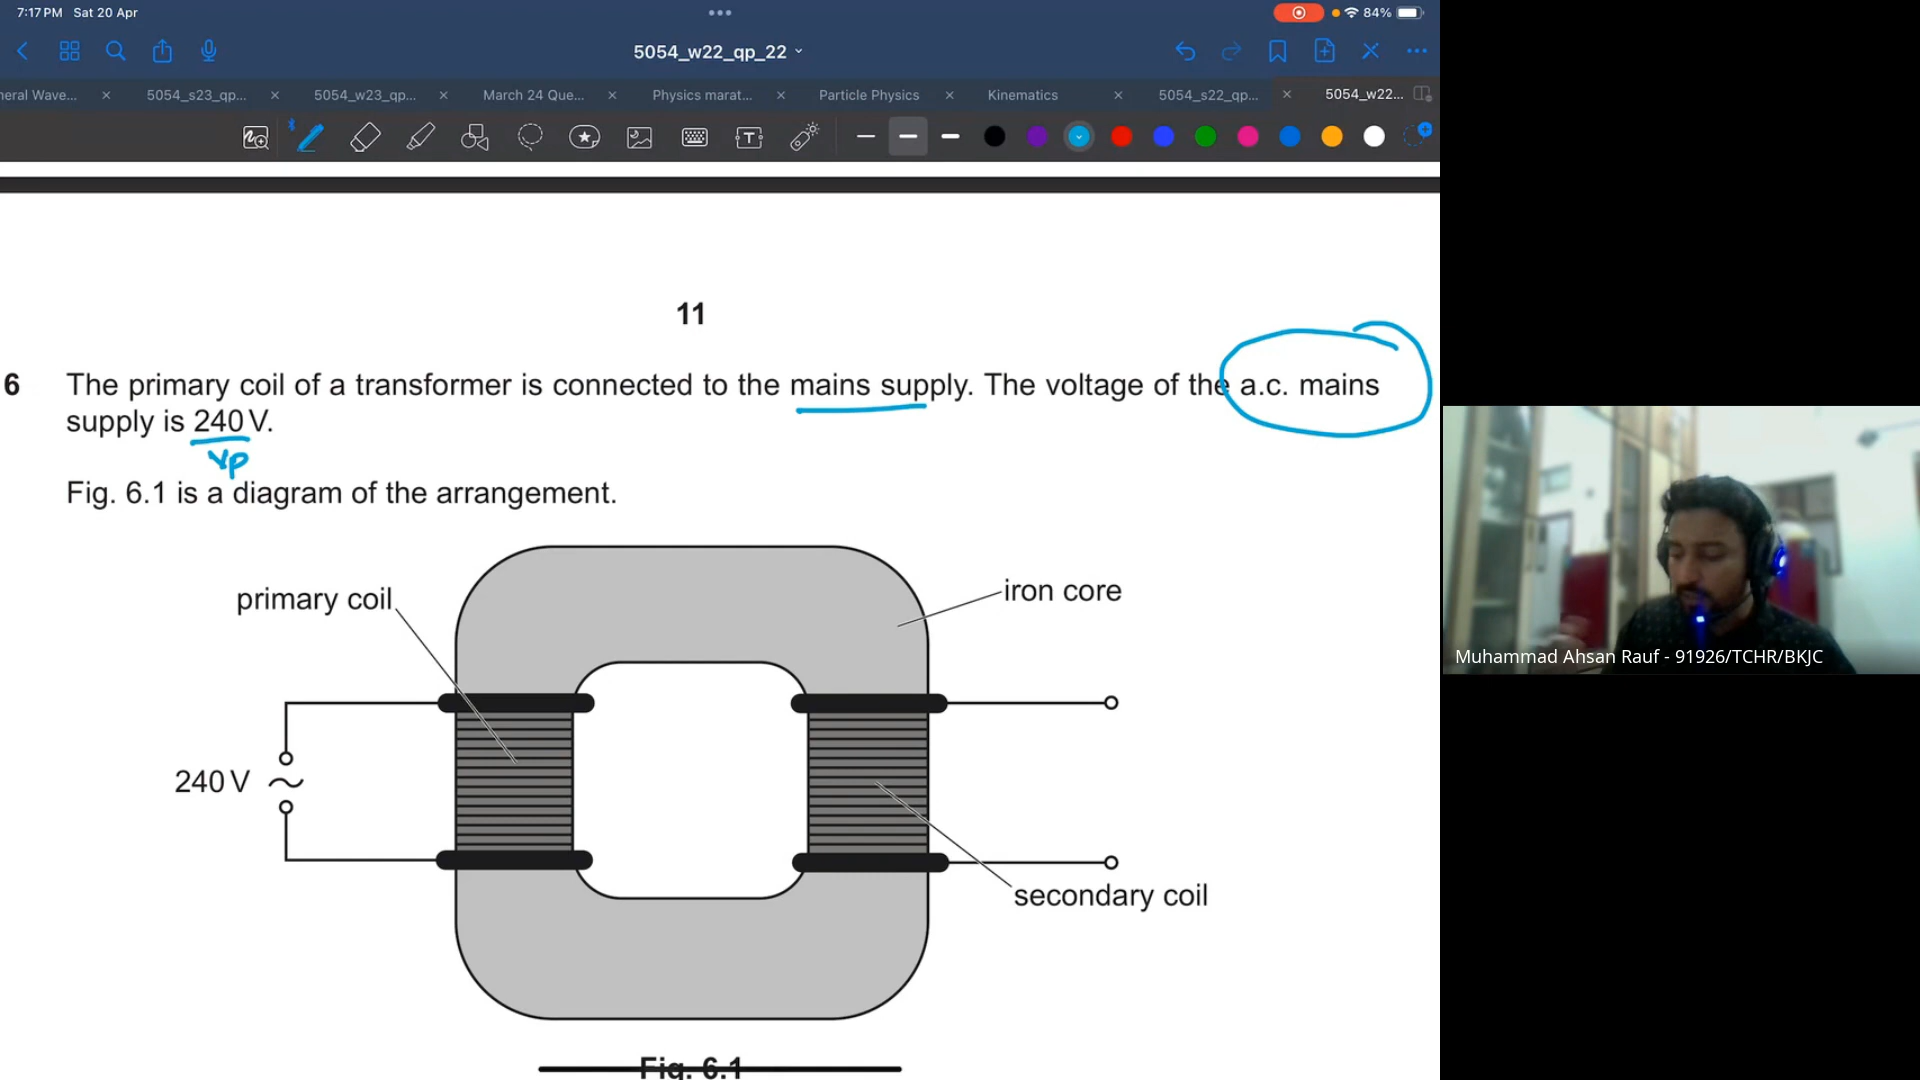 7:17 PM Sat 20 Apr
84%
5054_w22_qp_22
neral Wave...
5054_s23_qp...
5054_w23_qp...
March 24 Que...
Physics marat...
Particle Physics
Kinematics
5054_s22_qp...
5054_w22...
11
6 The primary coil of a transformer is connected to the mains supply. The voltage of the a.c. mains
supply is 240 V.
Vp
Fig. 6.1 is a diagram of the arrangement.
primary coil
iron core
240 V
secondary coil
Fig. 6.1
Muhammad Ahsan Rauf - 91926/TCHR/BKJC